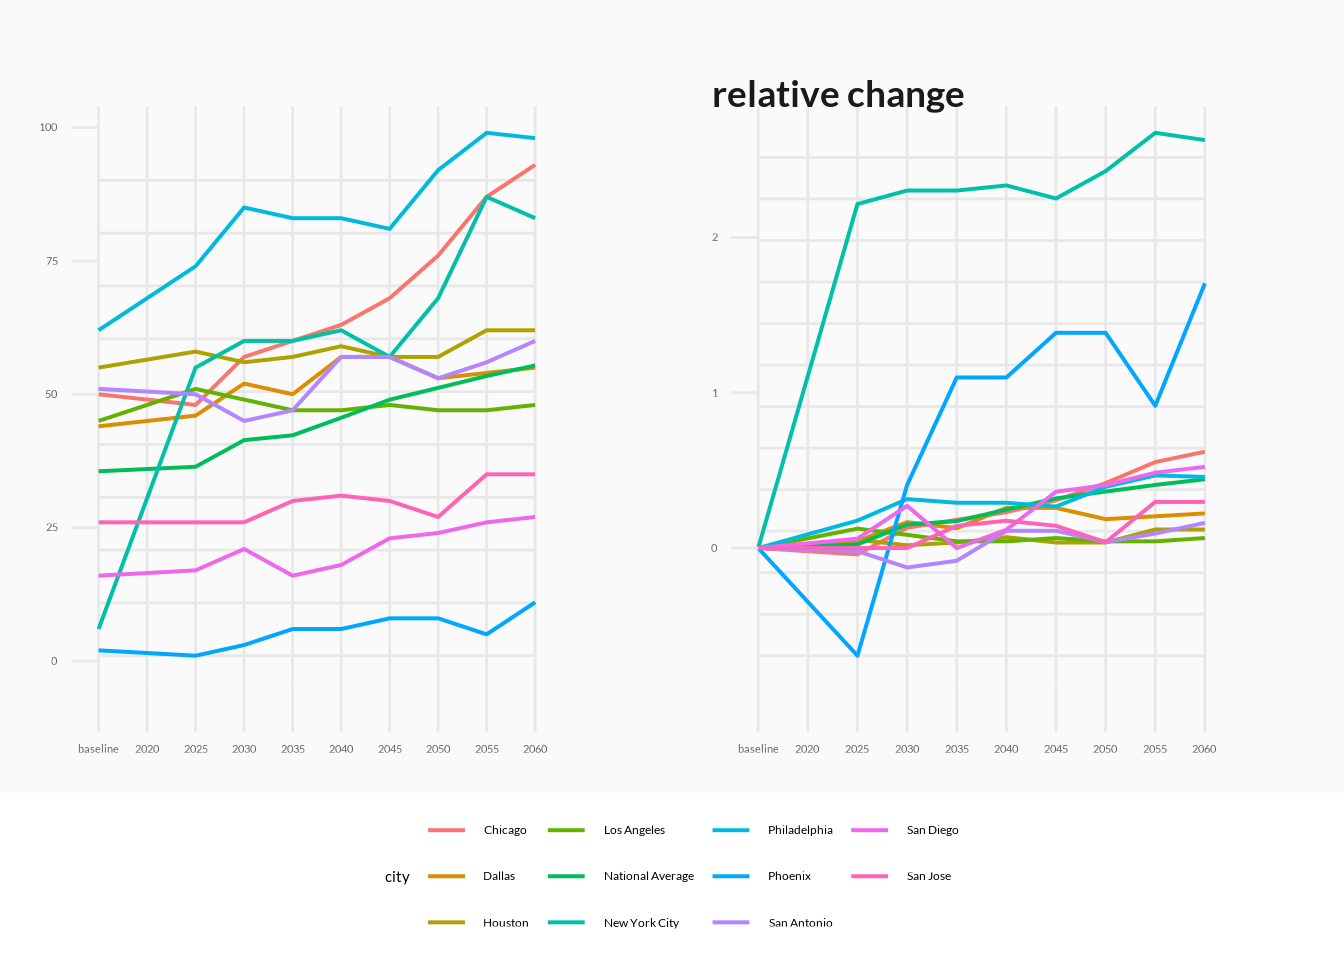 relative change
100
75
50
25
0
baseline 2020 2025 2030 2035 2040 2045 2050 2055 2060
2
1
0
baseline 2020 2025 2030 2035 2040 2045 2050 2055 2060
city
Chicago Los Angeles Philadelphia San Diego
Dallas National Average Phoenix San Jose
Houston New York City San Antonio